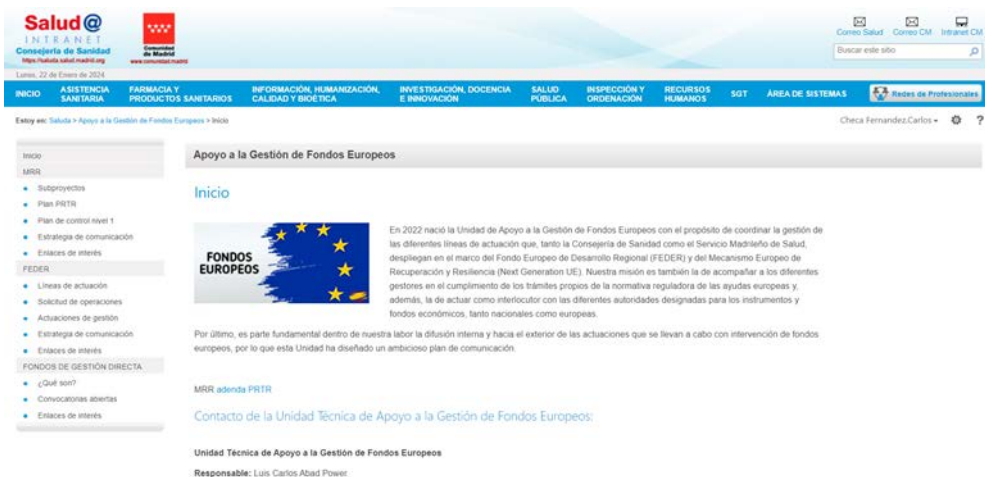 Salud@
INTRANET
Consejería de Sanidad
https://saluda.salud.madrid.org
Comunidad
de Madrid
www.comunidad.madrid
Correo Salud Correo CM Intranet CM
Buscar este sitio
Lunes, 22 de Enero de 2024
INICIO
ASISTENCIA
SANITARIA
FARMACIA Y
PRODUCTOS SANITARIOS
INFORMACIÓN, HUMANIZACIÓN,
CALIDAD Y BIOÉTICA
INVESTIGACIÓN, DOCENCIA
E INNOVACIÓN
SALUD
PÚBLICA
INSPECCIÓN Y
ORDENACIÓN
RECURSOS
HUMANOS
SGT
ÁREA DE SISTEMAS
Redes de Profesionales
Estoy en: Saluda > Apoyo a la Gestión de Fondos Europeos > Inicio
Checa Fernandez.Carlos
?
Inicio
MRR
Subproyectos
Plan PRTR
Plan de control nivel 1
Estrategia de comunicación
Enlaces de interés
FEDER
Líneas de actuación
Solicitud de operaciones
Actuaciones de gestión
Estrategia de comunicación
Enlaces de interés
FONDOS DE GESTIÓN DIRECTA
¿Qué son?
Convocatorias abiertas
Enlaces de interés
Apoyo a la Gestión de Fondos Europeos
Inicio
FONDOS
EUROPEOS
En 2022 nació la Unidad de Apoyo a la Gestión de Fondos Europeos con el propósito de coordinar la gestión de
las diferentes líneas de actuación que, tanto la Consejería de Sanidad como el Servicio Madrileño de Salud,
despliegan en el marco del Fondo Europeo de Desarrollo Regional (FEDER) y del Mecanismo Europeo de
Recuperación y Resiliencia (Next Generation UE). Nuestra misión es también la de acompañar a los diferentes
gestores en el cumplimiento de los trámites propios de la normativa reguladora de las ayudas europeas y,
además, la de actuar como interlocutor con las diferentes autoridades designadas para los instrumentos y
fondos económicos, tanto nacionales como europeas.
Por último, es parte fundamental dentro de nuestra labor la difusión interna y hacia el exterior de las actuaciones que se llevan a cabo con intervención de fondos
europeos, por lo que esta Unidad ha diseñado un ambicioso plan de comunicación.
MRR adenda PRTR
Contacto de la Unidad Técnica de Apoyo a la Gestión de Fondos Europeos:
Unidad Técnica de Apoyo a la Gestión de Fondos Europeos
Responsable: Luis Carlos Abad Power